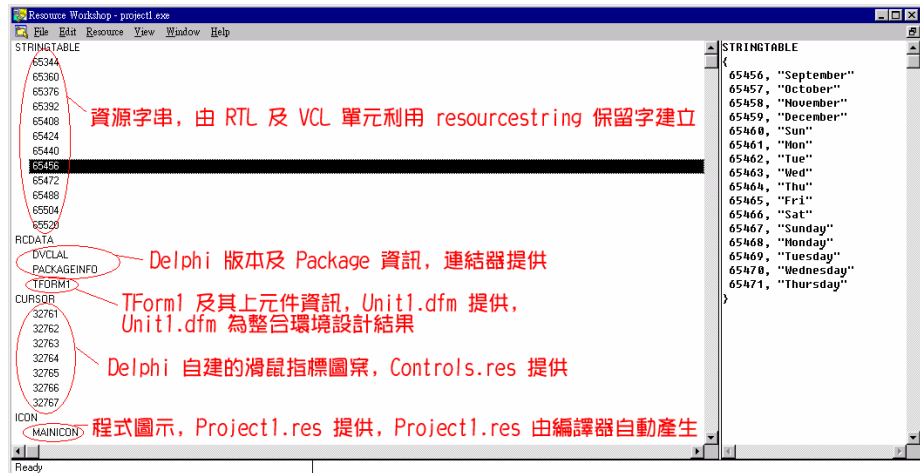 Resource Workshop - project1.exe
File Edit Resource View Window Help
STRINGTABLE
65344
65360
65376
65392
65408
65424
65440
65456
65472
65488
65504
65520
資源字串, 由 RTL 及 VCL 單元利用 resourcestring 保留字建立
RCDATA
DVCLAL
PACKAGEINFO
Delphi 版本及 Package 資訊, 連結器提供
TFORM1
TForm1 及其上元件資訊, Unit1.dfm 提供,
Unit1.dfm 為整合環境設計結果
CURSOR
32761
32762
32763
32764
32765
32766
32767
Delphi 自建的滑鼠指標圖案, Controls.res 提供
ICON
MAINICON
程式圖示, Project1.res 提供, Project1.res 由編譯器自動產生
STRINGTABLE
{
65456, "September"
65457, "October"
65458, "November"
65459, "December"
65460, "Sun"
65461, "Mon"
65462, "Tue"
65463, "Wed"
65464, "Thu"
65465, "Fri"
65466, "Sat"
65467, "Sunday"
65468, "Monday"
65469, "Tuesday"
65470, "Wednesday"
65471, "Thursday"
}
Ready